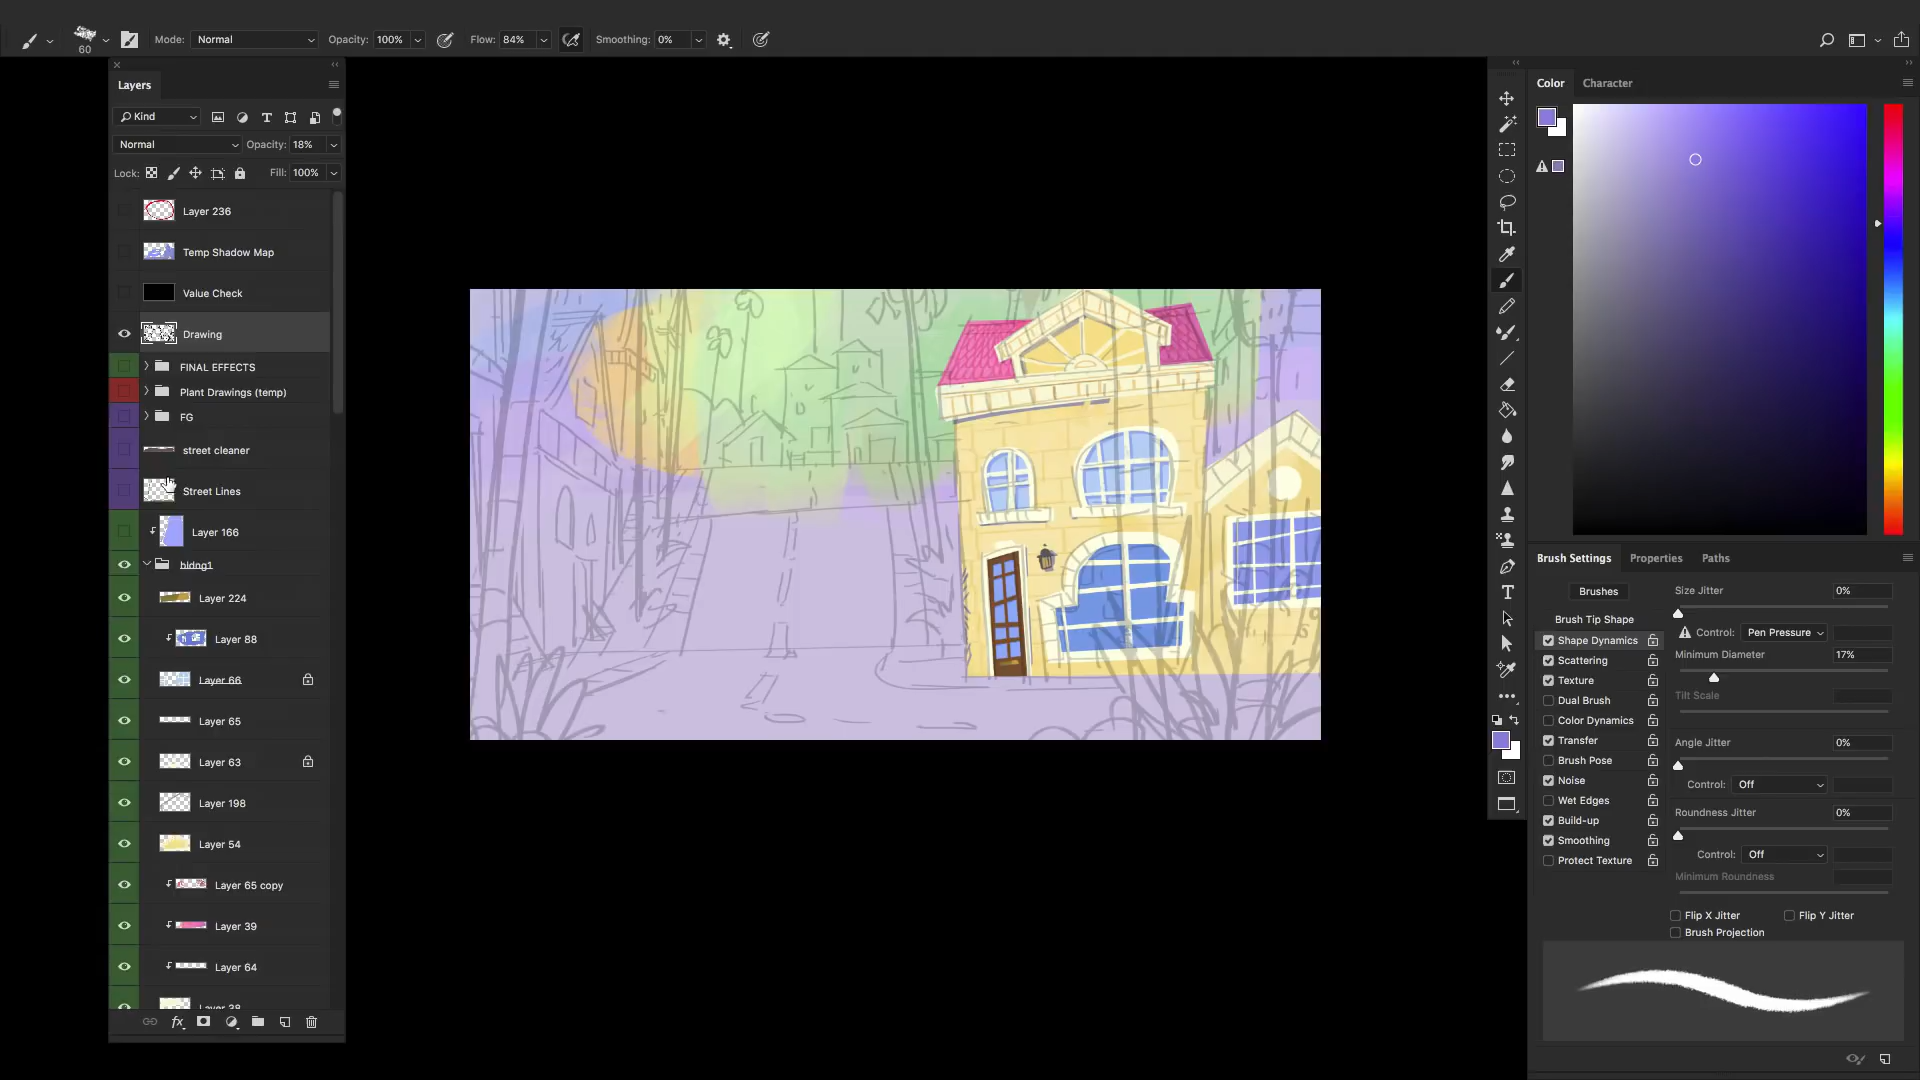 60
Mode: Normal
Opacity: 100%
Flow: 84%
Smoothing: 0%
Layers
Kind
Normal
Opacity: 18%
Lock:
Fill: 100%
Layer 236
Temp Shadow Map
Value Check
Drawing
FINAL EFFECTS
Plant Drawings (temp)
FG
street cleaner
Street Lines
Layer 166
bldng1
Layer 224
Layer 88
Layer 66
Layer 65
Layer 63
Layer 198
Layer 54
Layer 65 copy
Layer 39
Layer 64
Layer 38
fx
Color
Character
Brush Settings
Properties
Paths
Brushes
Brush Tip Shape
Shape Dynamics
Scattering
Texture
Dual Brush
Color Dynamics
Transfer
Brush Pose
Noise
Wet Edges
Build-up
Smoothing
Protect Texture
Size Jitter
0%
Control: Pen Pressure
Minimum Diameter
17%
Tilt Scale
Angle Jitter
0%
Control: Off
Roundness Jitter
0%
Control: Off
Minimum Roundness
Flip X Jitter
Flip Y Jitter
Brush Projection